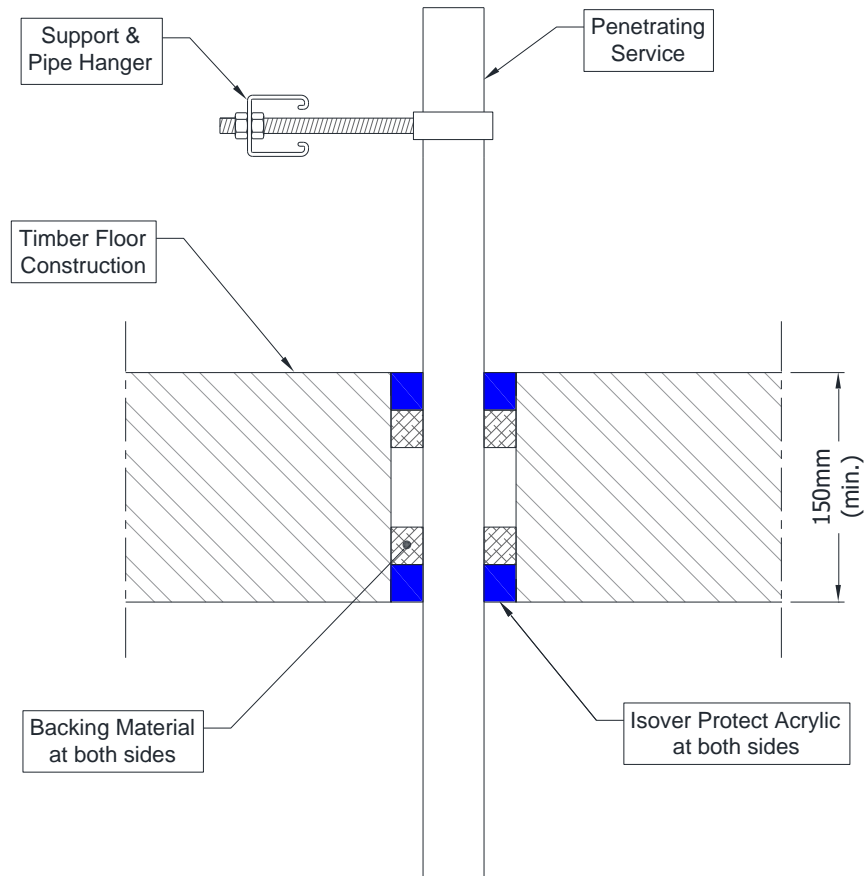 Support &
Pipe Hanger
Penetrating
Service
Timber Floor
Construction
150mm
(min.)
Backing Material
at both sides
Isover Protect Acrylic
at both sides